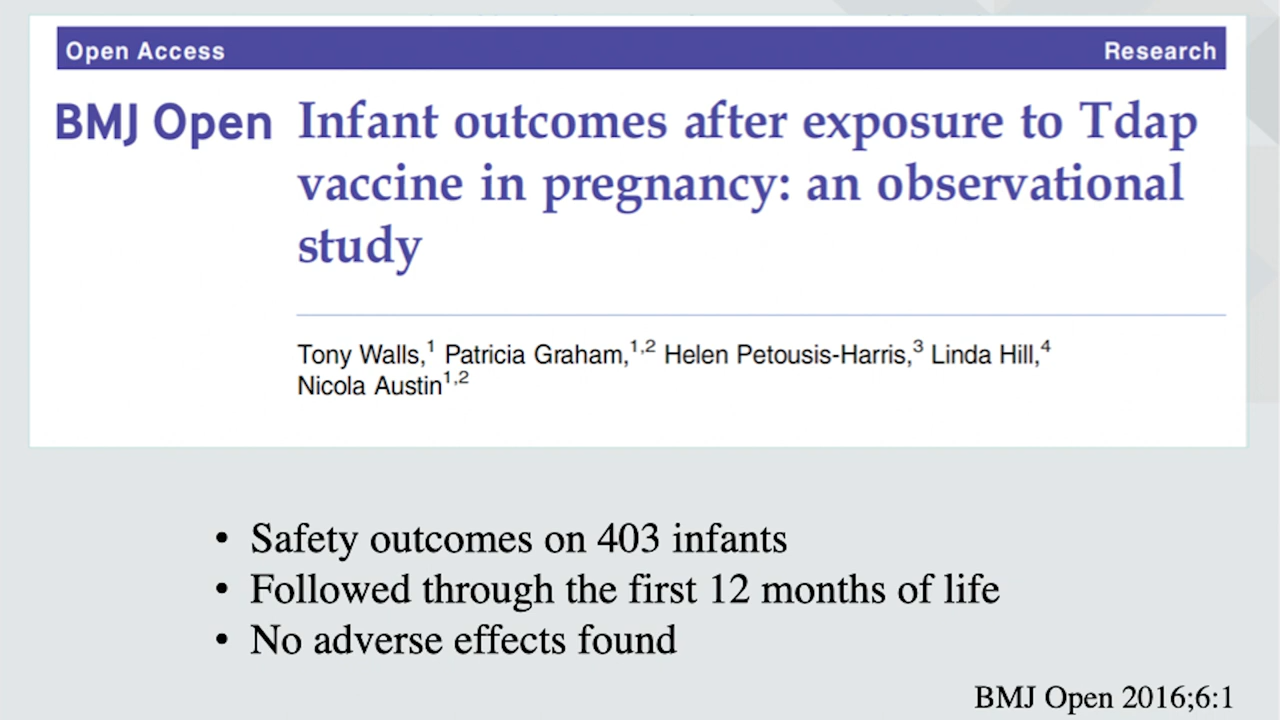 Open Access Research
BMJ Open Infant outcomes after exposure to Tdap
vaccine in pregnancy: an observational
study
Tony Walls,1 Patricia Graham,1,2 Helen Petousis-Harris,3 Linda Hill,4
Nicola Austin1,2
• Safety outcomes on 403 infants
• Followed through the first 12 months of life
• No adverse effects found
BMJ Open 2016;6:1